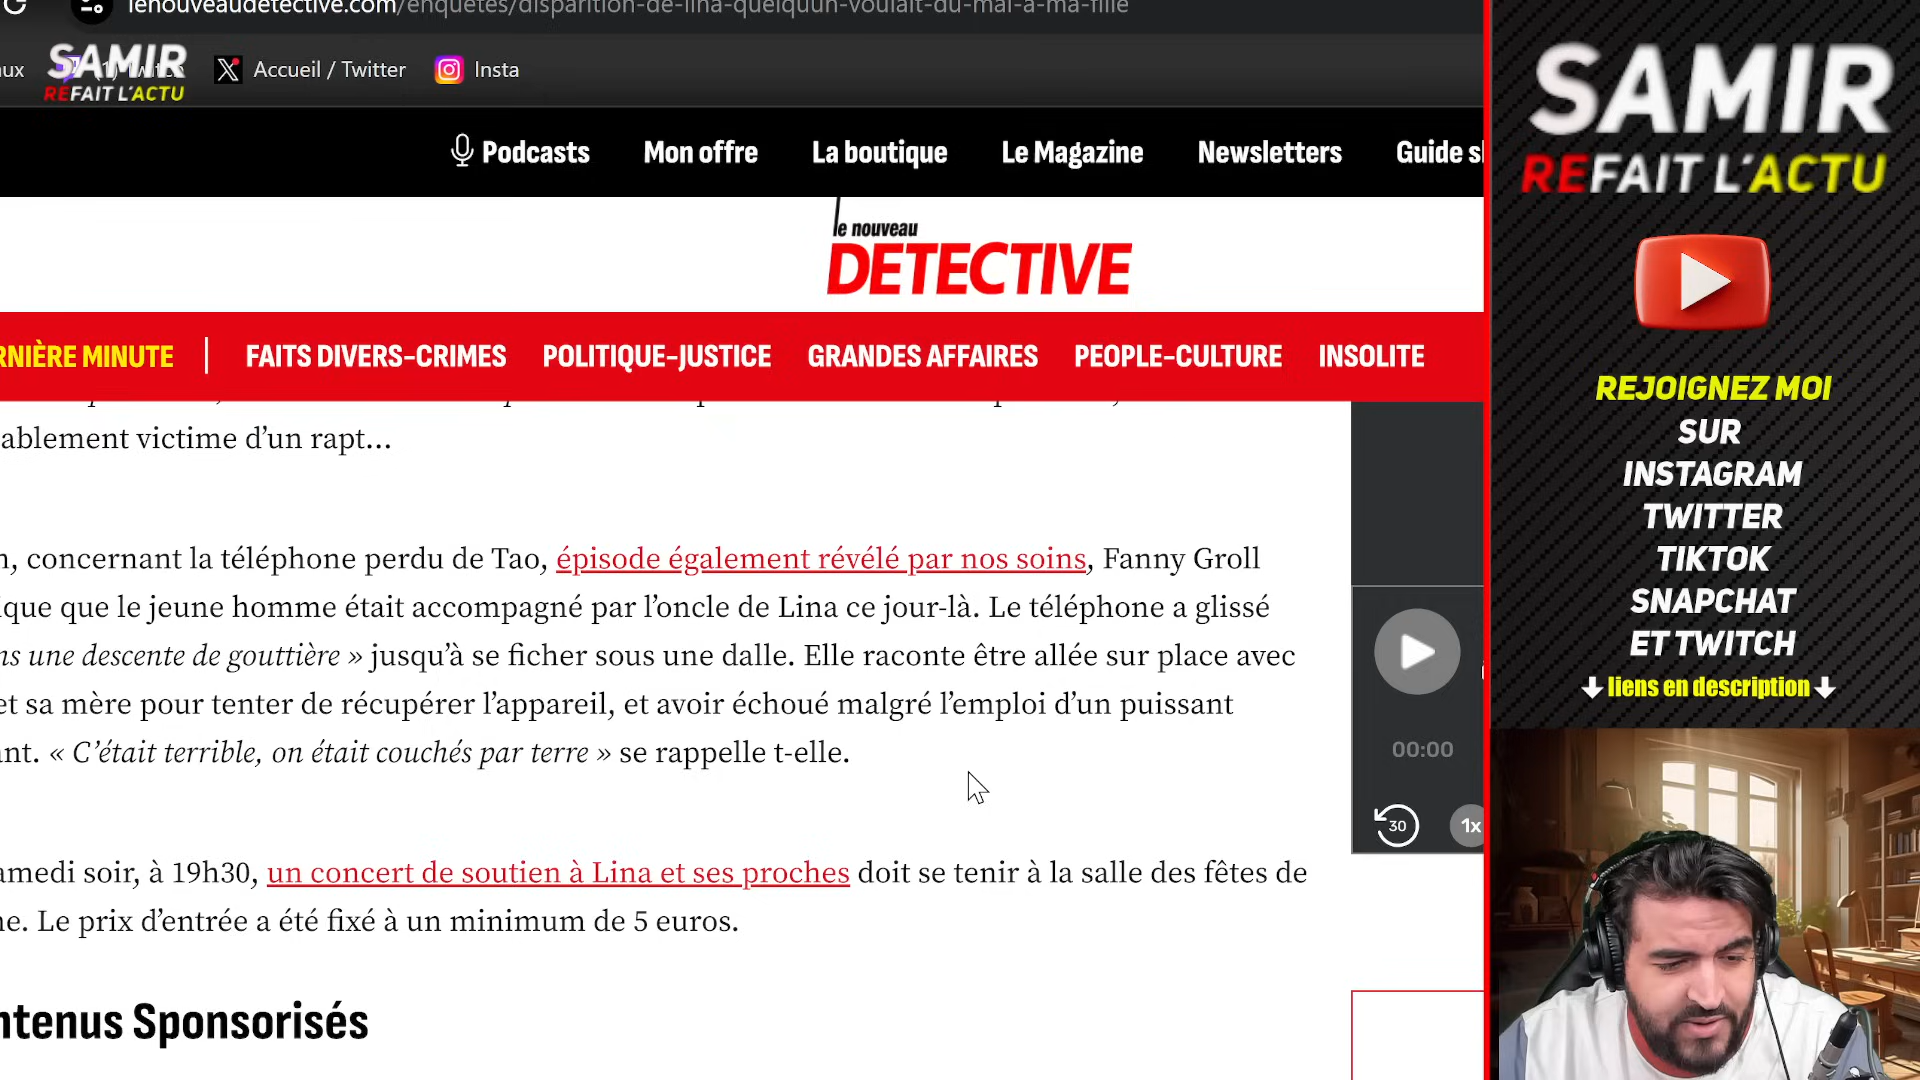 lenouveaudetective.com/enquetes/disparition-de-lina-quelquun-voulait-du-mal-a-ma-fille
SAMIR
REFAIT L'ACTU
Accueil / Twitter
Insta
Podcasts
Mon offre
La boutique
Le Magazine
Newsletters
le nouveau
DETECTIVE
RNIÈRE MINUTE
FAITS DIVERS-CRIMES
POLITIQUE-JUSTICE
GRANDES AFFAIRES
PEOPLE-CULTURE
INSOLITE
ablement victime d'un rapt…
n, concernant la téléphone perdu de Tao, épisode également révélé par nos soins, Fanny Groll
ique que le jeune homme était accompagné par l'oncle de Lina ce jour-là. Le téléphone a glissé
ns une descente de gouttière » jusqu'à se ficher sous une dalle. Elle raconte être allée sur place avec
et sa mère pour tenter de récupérer l'appareil, et avoir échoué malgré l'emploi d'un puissant
nt. « C'était terrible, on était couchés par terre » se rappelle t-elle.
amedi soir, à 19h30, un concert de soutien à Lina et ses proches doit se tenir à la salle des fêtes de
ne. Le prix d'entrée a été fixé à un minimum de 5 euros.
ntenus Sponsorisés
00:00
30
1x
SAMIR
REFAIT L'ACTU
REJOIGNEZ MOI
SUR
INSTAGRAM
TWITTER
TIKTOK
SNAPCHAT
ET TWITCH
liens en description